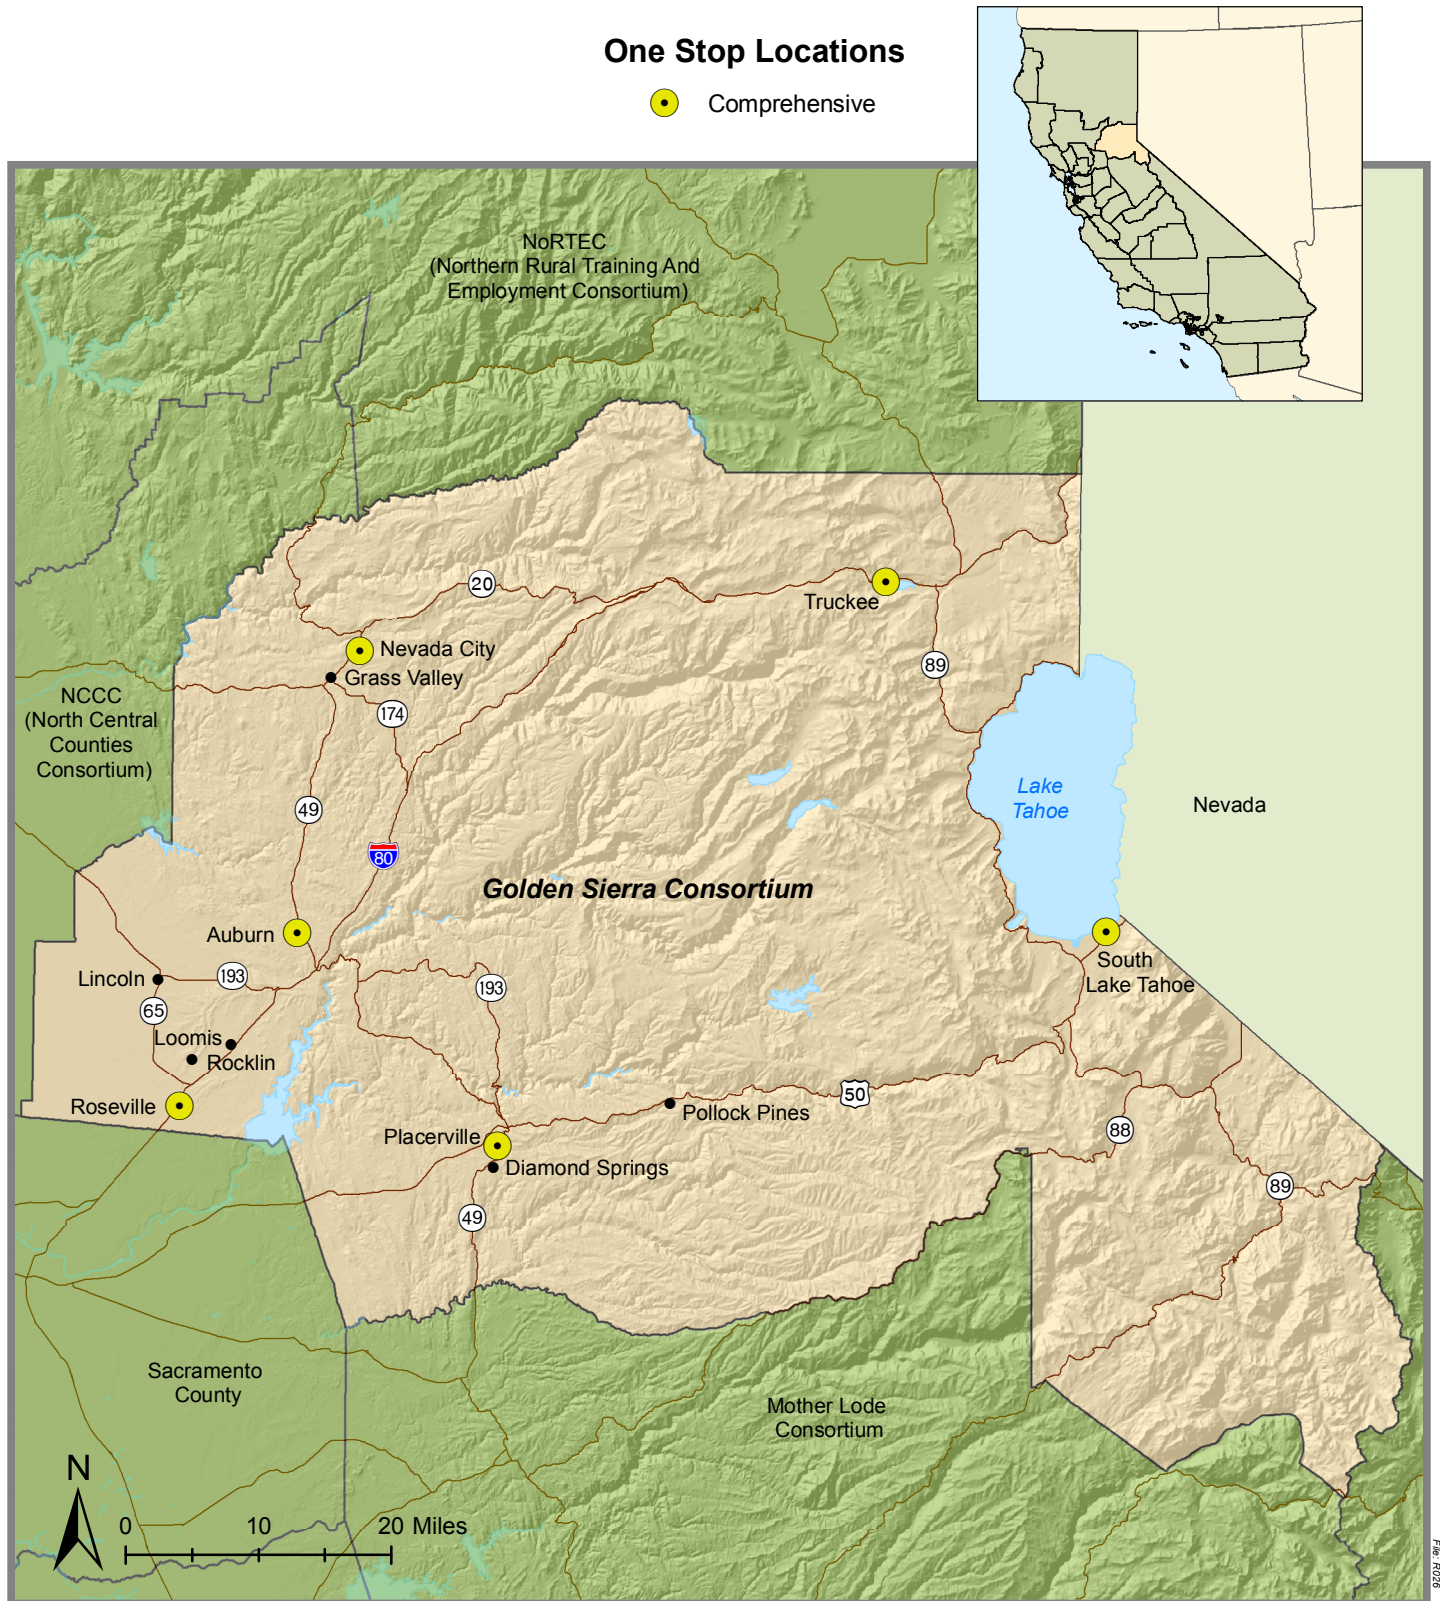 One Stop Locations
Comprehensive
NoRTEC
(Northern Rural Training And
Employment Consortium)
20
Truckee
Nevada City
Grass Valley
89
174
NCCC
(North Central
Counties
Consortium)
Lake
Tahoe
Nevada
49
80
Golden Sierra Consortium
Auburn
South
Lake Tahoe
Lincoln
193
193
65
Loomis
Rocklin
Roseville
50
Pollock Pines
Placerville
88
Diamond Springs
89
49
Sacramento
County
Mother Lode
Consortium
N
0 10 20 Miles
File: R026